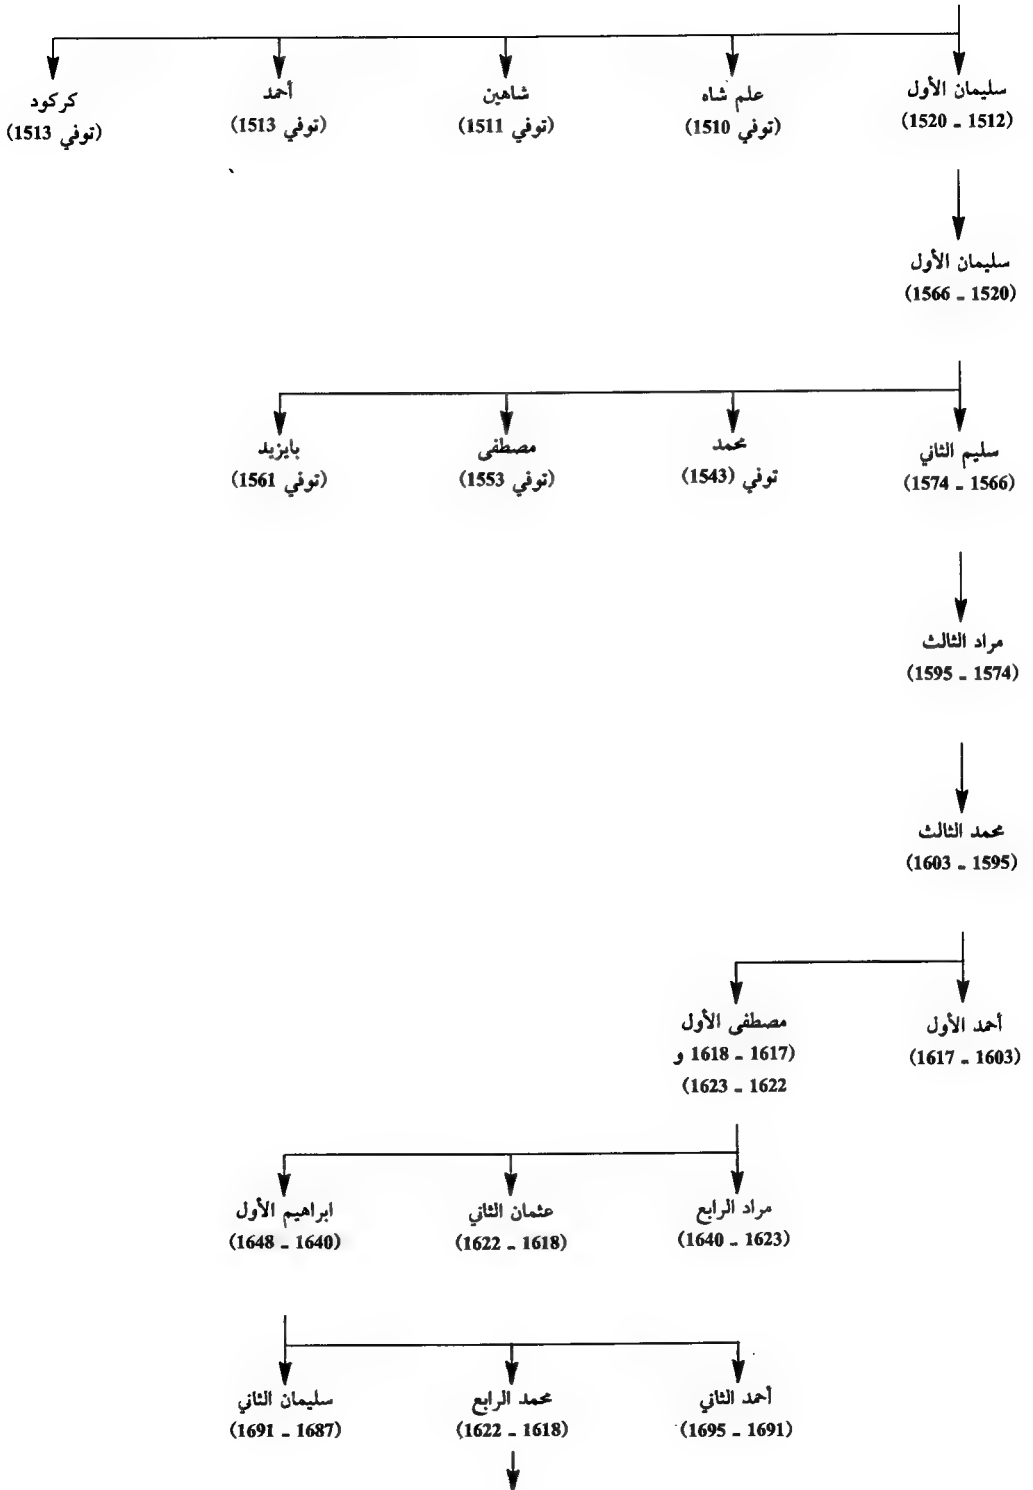 سليمان الأول
(1512 - 1520)
علم شاه
(توفي 1510)
شاهين
(توفي 1511)
أحمد
(توفي 1513)
كركود
(توفي 1513)
سليمان الأول
(1520 - 1566)
سليم الثاني
(1566 - 1574)
محمد
توفي (1543)
مصطفى
(توفي 1553)
بايزيد
(توفي 1561)
مراد الثالث
(1574 - 1595)
محمد الثالث
(1595 - 1603)
أحمد الأول
(1603 - 1617)
مصطفى الأول
(1617 - 1618 و
1622 - 1623)
مراد الرابع
(1623 - 1640)
عثمان الثاني
(1618 - 1622)
ابراهيم الأول
(1640 - 1648)
أحمد الثاني
(1691 - 1695)
محمد الرابع
(1618 - 1622)
سليمان الثاني
(1687 - 1691)